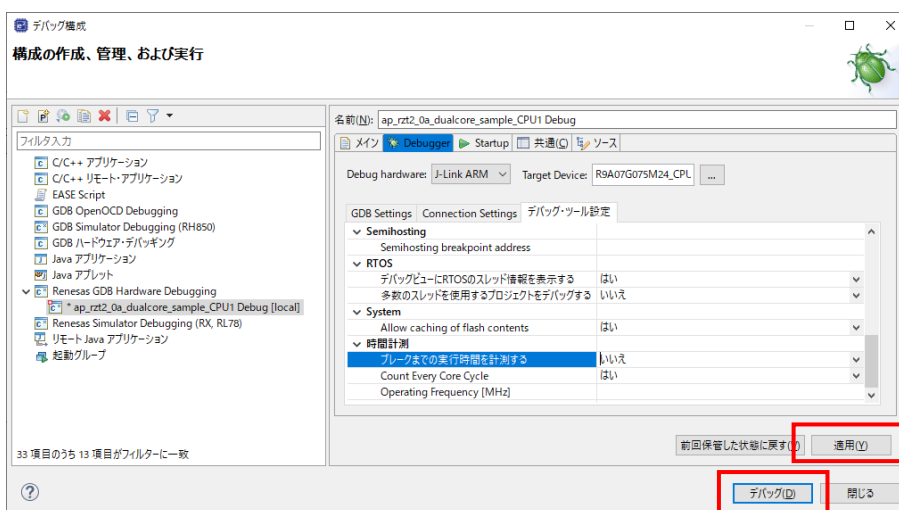 デバッグ構成
構成の作成、管理、および実行
フィルタ入力
C/C++ アプリケーション
C/C++ リモート・アプリケーション
EASE Script
GDB OpenOCD Debugging
GDB Simulator Debugging (RH850)
GDB ハードウェア・デバッギング
Java アプリケーション
Java アプレット
Renesas GDB Hardware Debugging
* ap_rzt2_0a_dualcore_sample_CPU1 Debug [local]
Renesas Simulator Debugging (RX, RL78)
リモート Java アプリケーション
起動グループ
33 項目のうち 13 項目がフィルターに一致
名前(N): ap_rzt2_0a_dualcore_sample_CPU1 Debug
メイン Debugger Startup 共通(C) ソース
Debug hardware: J-Link ARM Target Device: R9A07G075M24_CPU ...
GDB Settings Connection Settings デバッグ・ツール設定
Semihosting
Semihosting breakpoint address
RTOS
デバッグビューにRTOSのスレッド情報を表示する はい
多数のスレッドを使用するプロジェクトをデバッグする いいえ
System
Allow caching of flash contents はい
時間計測
ブレークまでの実行時間を計測する いいえ
Count Every Core Cycle はい
Operating Frequency [MHz]
前回保管した状態に戻す(V) 適用(Y)
デバッグ(D) 閉じる